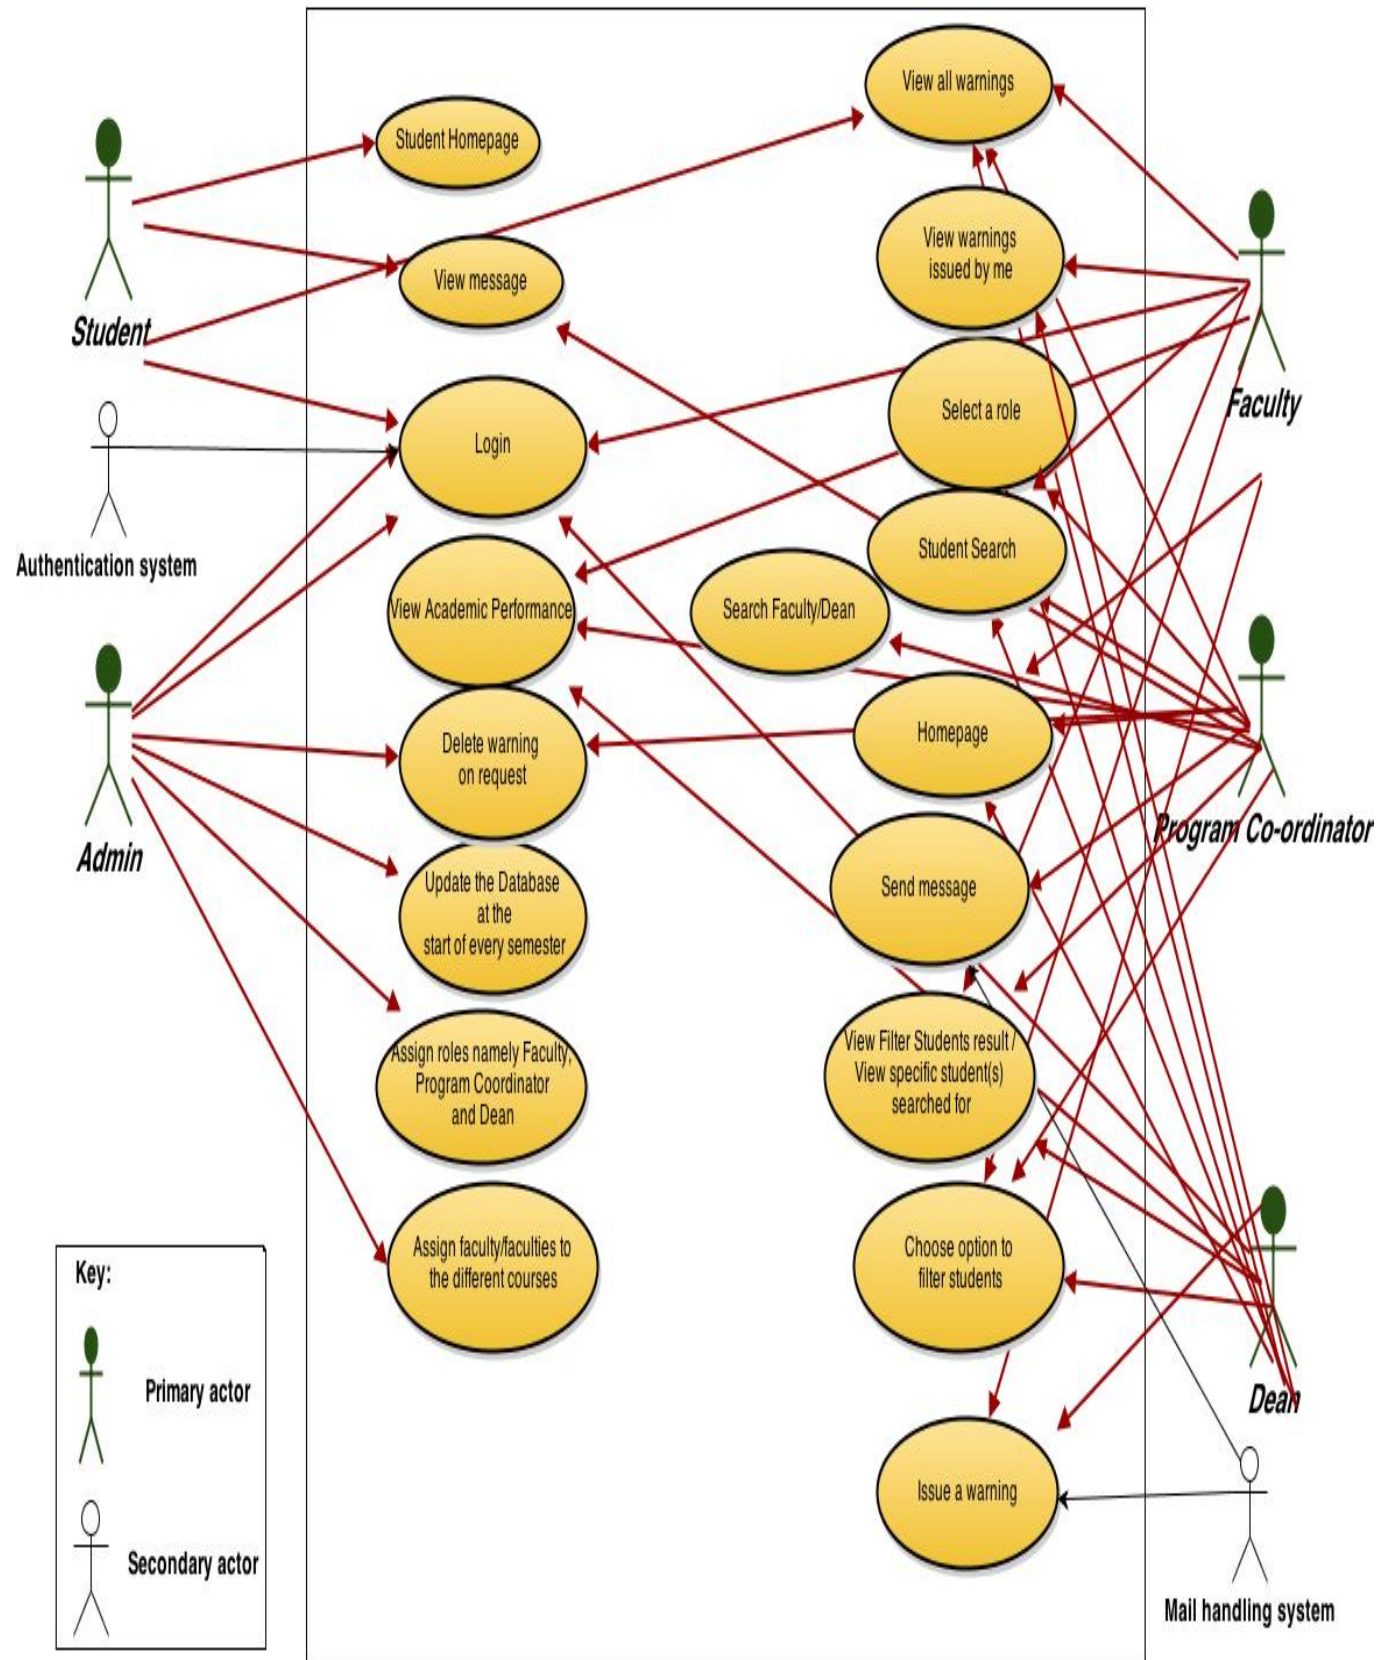 View all warnings
Student Homepage
View warnings
issued by me
View message
Student
Select a role
Faculty
Login
Authentication system
Student Search
View Academic Performance
Search Faculty/Dean
Homepage
Delete warning
on request
Admin
Program Co-ordinator
Update the Database
at the
start of every semester
Send message
Assign roles namely Faculty,
Program Coordinator
and Dean
View Filter Students result /
View specific student(s)
searched for
Assign faculty/faculties to
the different courses
Choose option to
filter students
Dean
Key:
Primary actor
Secondary actor
Issue a warning
Mail handling system